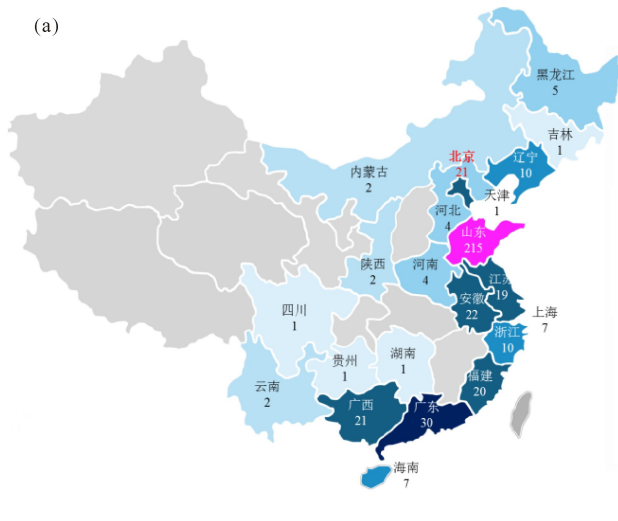 (a)
黑龙江
5
吉林
1
辽宁
10
北京
21
内蒙古
2
天津
1
河北
4
山东
215
陕西
2
河南
4
江苏
19
安徽
22
上海
7
四川
1
浙江
10
贵州
1
湖南
1
云南
2
福建
20
广西
21
广东
30
海南
7